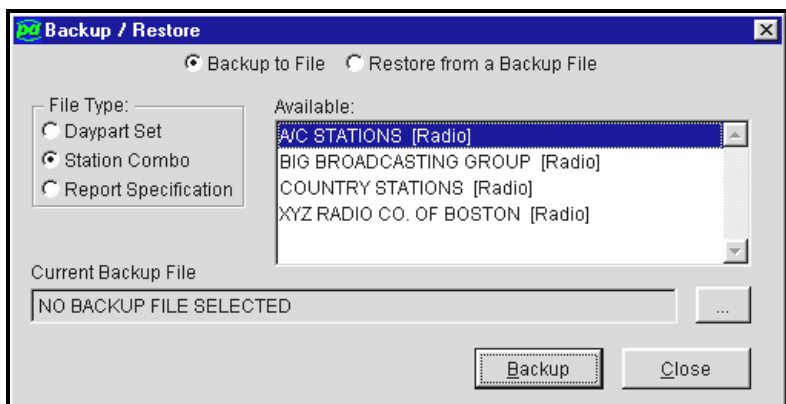 pd Backup / Restore
Backup to File Restore from a Backup File
File Type:
Daypart Set
Station Combo
Report Specification
Available:
A/C STATIONS [Radio]
BIG BROADCASTING GROUP [Radio]
COUNTRY STATIONS [Radio]
XYZ RADIO CO. OF BOSTON [Radio]
Current Backup File
NO BACKUP FILE SELECTED
...
Backup Close